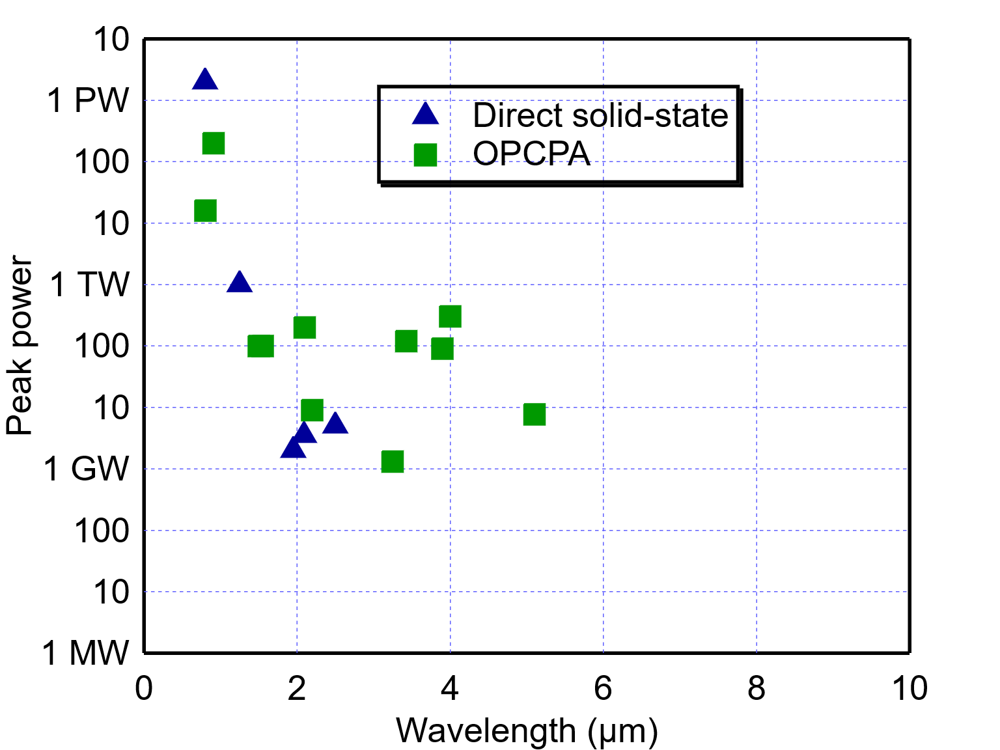 10
1 PW
100
10
1 TW
100
10
1 GW
100
10
1 MW
Peak power
Direct solid-state
OPCPA
0 2 4 6 8 10
Wavelength (µm)